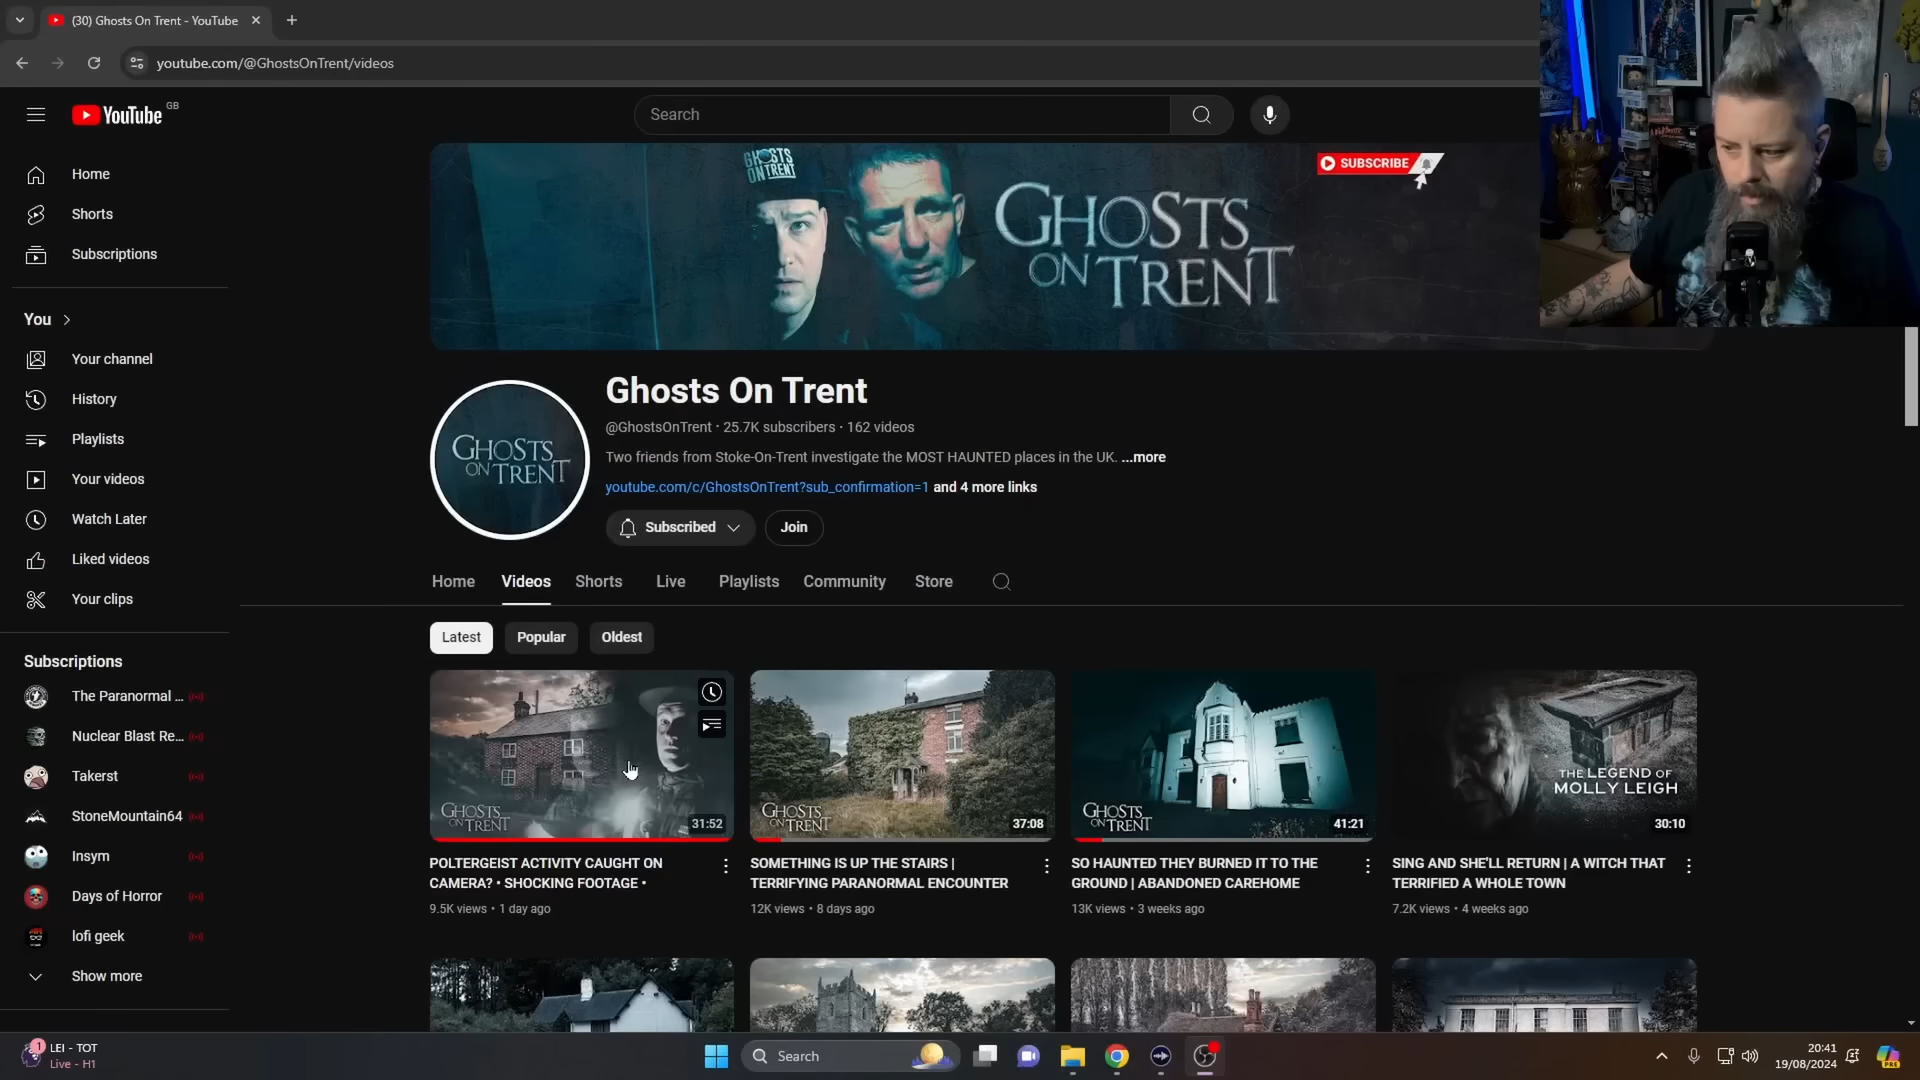 (30) Ghosts On Trent - YouTube
youtube.com/@GhostsOnTrent/videos
YouTube GB
Search
Home
Shorts
Subscriptions
You
Your channel
History
Playlists
Your videos
Watch Later
Liked videos
Your clips
Subscriptions
The Paranormal ...
Nuclear Blast Re...
Takerst
StoneMountain64
Insym
Days of Horror
lofi geek
Show more
GHOSTS
ON TRENT
GHOSTS
ON TRENT
SUBSCRIBE
GHOSTS
ON TRENT
Ghosts On Trent
@GhostsOnTrent • 25.7K subscribers • 162 videos
Two friends from Stoke-On-Trent investigate the MOST HAUNTED places in the UK. ...more
youtube.com/c/GhostsOnTrent?sub_confirmation=1 and 4 more links
Subscribed
Join
Home Videos Shorts Live Playlists Community Store
Latest Popular Oldest
GHOSTS
ON TRENT
31:52
POLTERGEIST ACTIVITY CAUGHT ON
CAMERA? • SHOCKING FOOTAGE •
9.5K views • 1 day ago
GHOSTS
ON TRENT
37:08
SOMETHING IS UP THE STAIRS |
TERRIFYING PARANORMAL ENCOUNTER
12K views • 8 days ago
GHOSTS
ON TRENT
41:21
SO HAUNTED THEY BURNED IT TO THE
GROUND | ABANDONED CAREHOME
13K views • 3 weeks ago
THE LEGEND OF
MOLLY LEIGH
30:10
SING AND SHE'LL RETURN | A WITCH THAT
TERRIFIED A WHOLE TOWN
7.2K views • 4 weeks ago
1
LEI - TOT
Live - H1
Search
20:41
19/08/2024
PRE